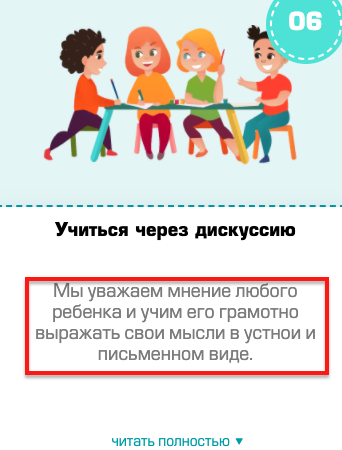 06
Учиться через дискуссию
Мы уважаем мнение любого
ребенка и учим его грамотно
выражать свои мысли в устнои и
письменном виде.
читать полностью ▼